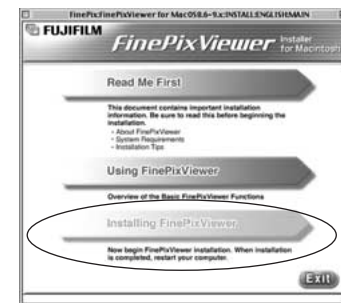 FinePix:FinePixViewer for MacOS8.6-9.x:INSTALL:ENGLISH:MAIN
FUJIFILM
FinePixViewer Installer for Macintosh
Read Me First
This document contains important installation
information. Be sure to read this before beginning the
installation.
- About FinePixViewer
- System Requirements
- Installation Tips
Using FinePixViewer
Overview of the Basic FinePixViewer Functions
Installing FinePixViewer
Now begin FinePixViewer installation. When installation
is completed, restart your computer.
Exit